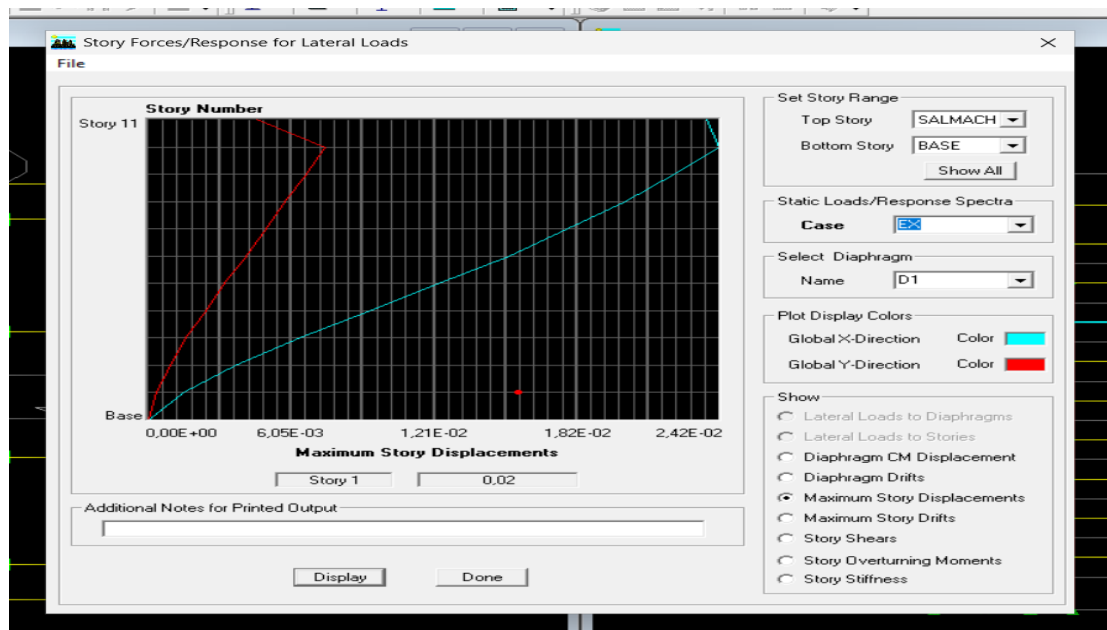 Story Forces/Response for Lateral Loads
File
Story Number
Story 11
Base
0,00E+00 6,05E-03 1,21E-02 1,82E-02 2,42E-02
Maximum Story Displacements
Story 1 0,02
Additional Notes for Printed Output
Display Done
Set Story Range
Top Story SALMACH
Bottom Story BASE
Show All
Static Loads/Response Spectra
Case EX
Select Diaphragm
Name D1
Plot Display Colors
Global X-Direction Color
Global Y-Direction Color
Show
Lateral Loads to Diaphragms
Lateral Loads to Stories
Diaphragm CM Displacement
Diaphragm Drifts
Maximum Story Displacements
Maximum Story Drifts
Story Shears
Story Overturning Moments
Story Stiffness